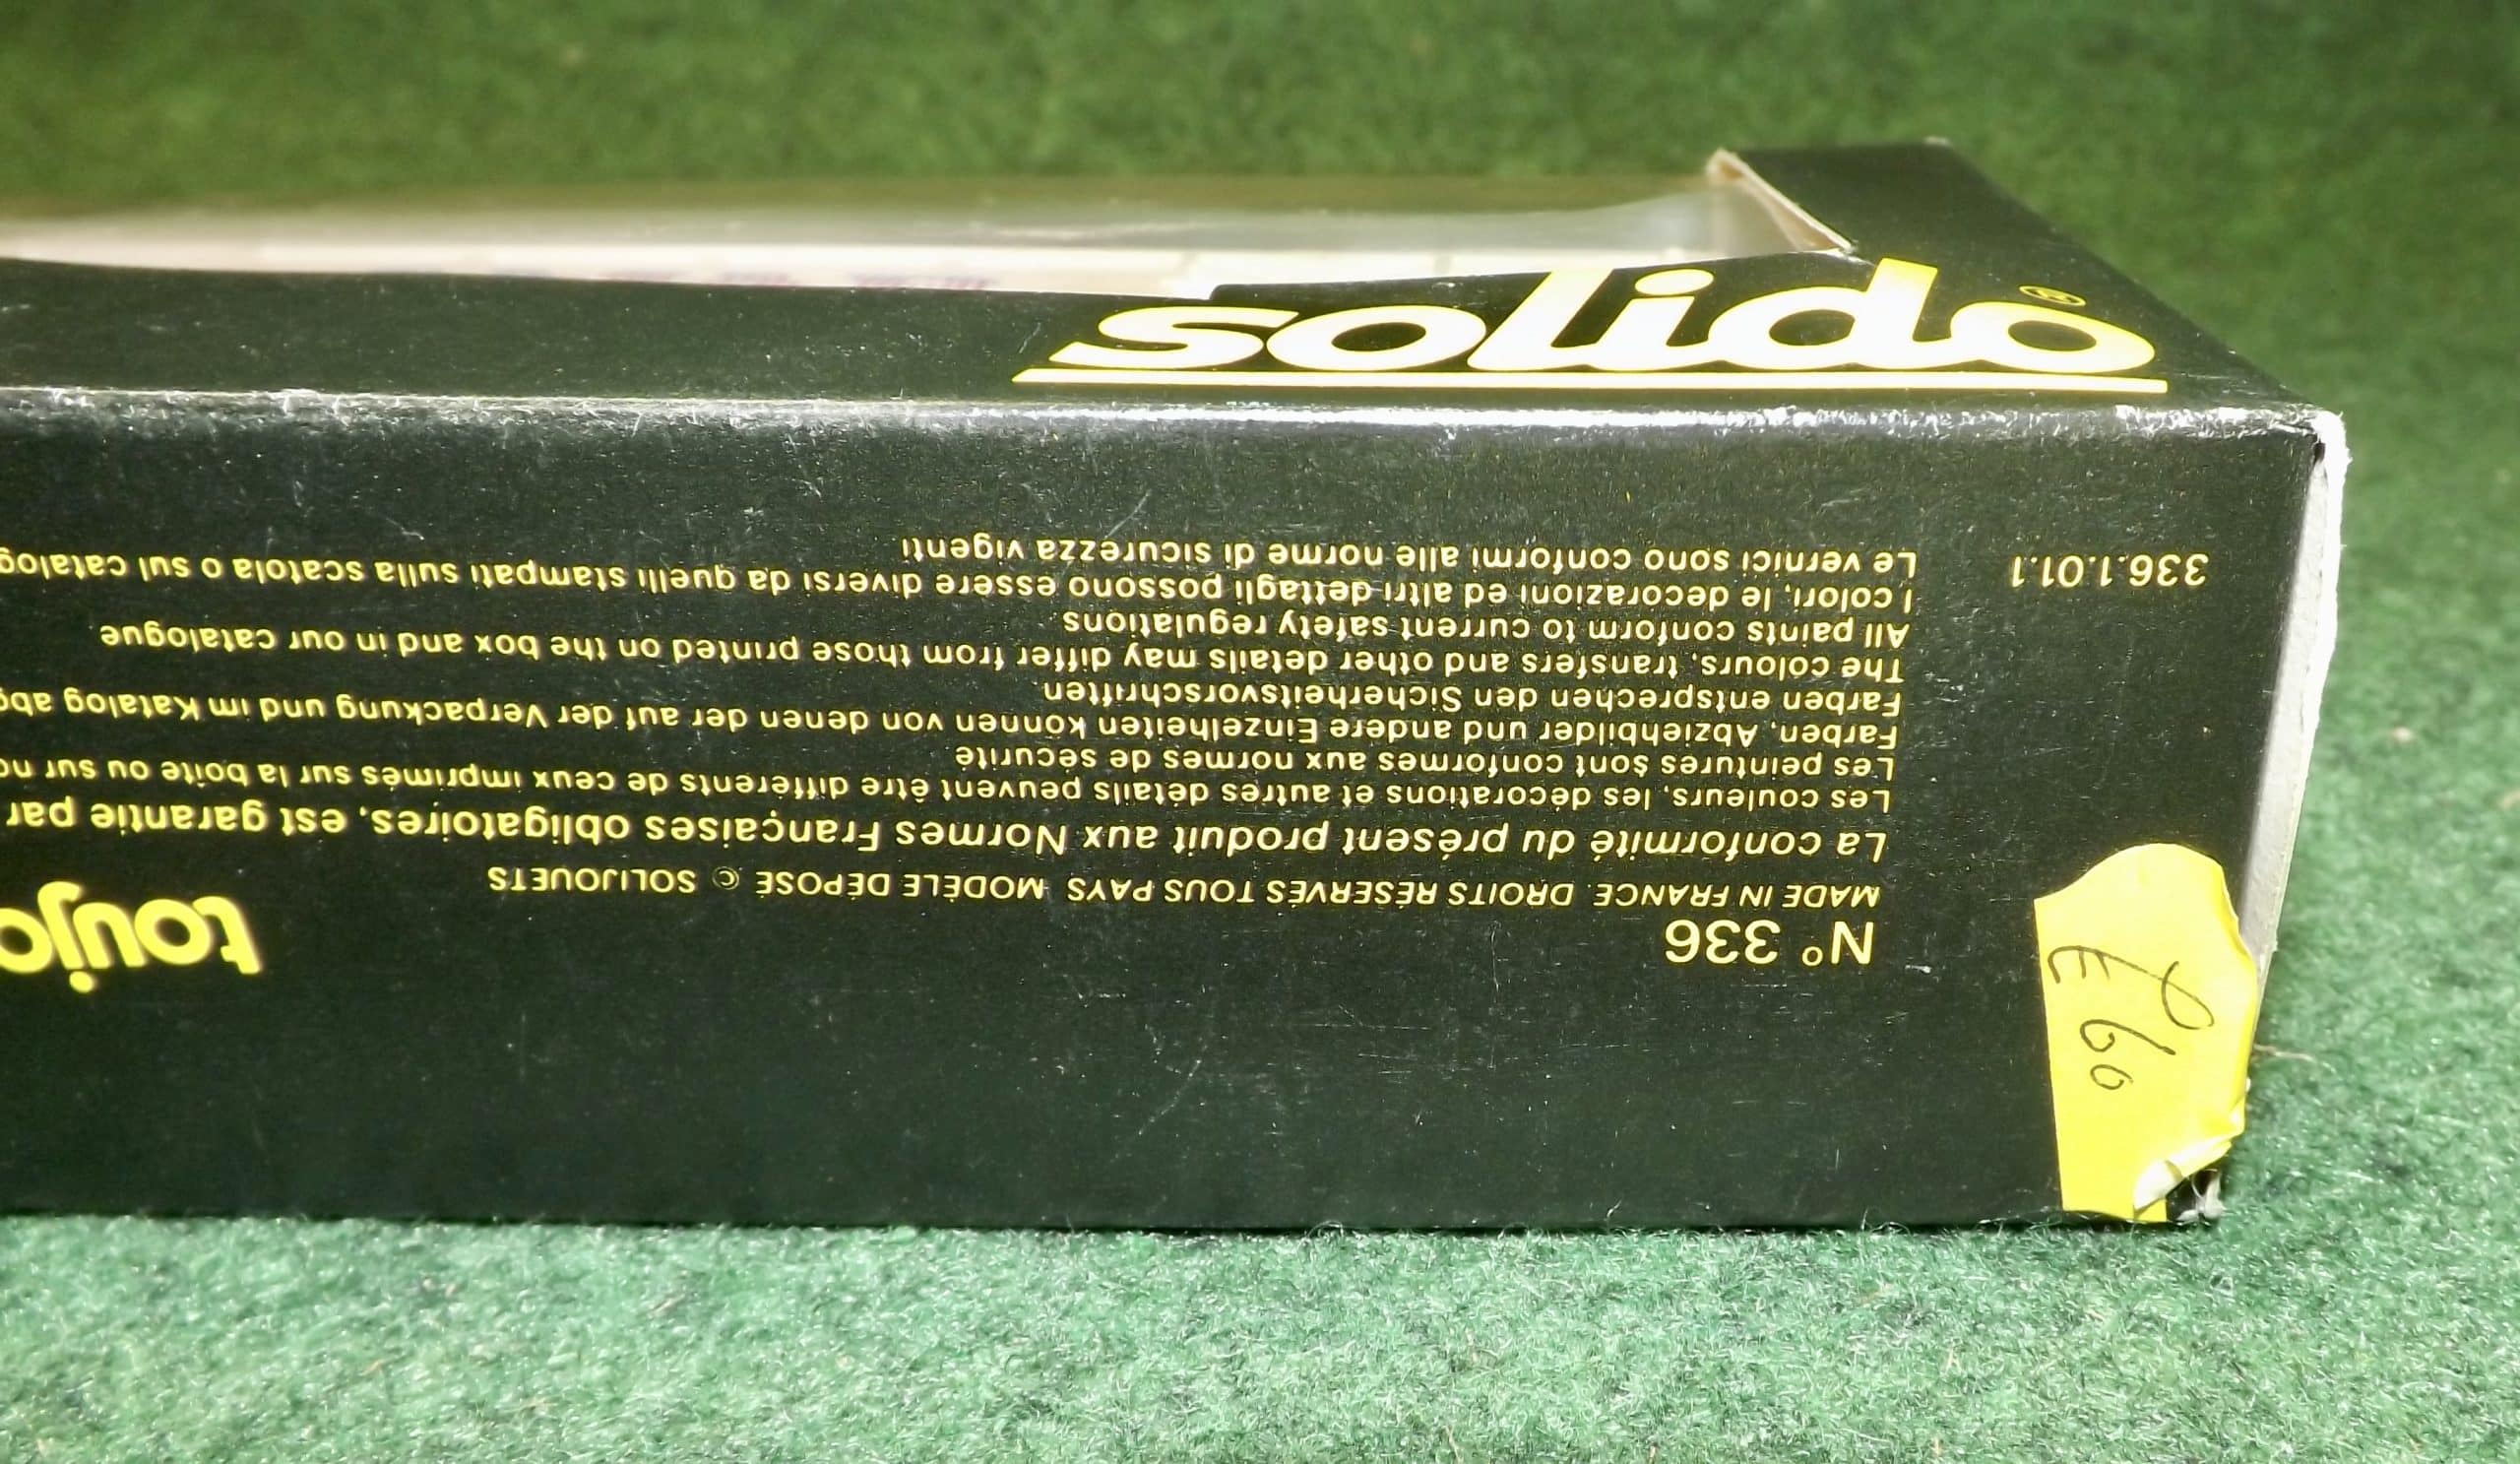 solido®
Nº 336
MADE IN FRANCE. DROITS RÉSERVÉS TOUS PAYS MODÈLE DÉPOSÉ © SOLIJOUETS
La conformité du présent produit aux Normes Françaises obligatoires, est garantie par
Les couleurs, les décorations et autres détails peuvent être différents de ceux imprimés sur la boîte ou sur
Les peintures sont conformes aux normes de sécurité
Farben, Abziehbilder und andere Einzelheiten können von denen der auf der Verpackung und im Katalog
Farben entsprechen den Sicherheitsvorschriften.
The colours, transfers and other details may differ from those printed on the box and in our catalogue
All paints conform to current safety regulations.
I colori, le decorazioni ed altri dettagli possono essere diversi da quelli stampati sulla scatola o sul catalog
Le vernici sono conformi alle norme di sicurezza vigenti
336.1.01.1
toujo